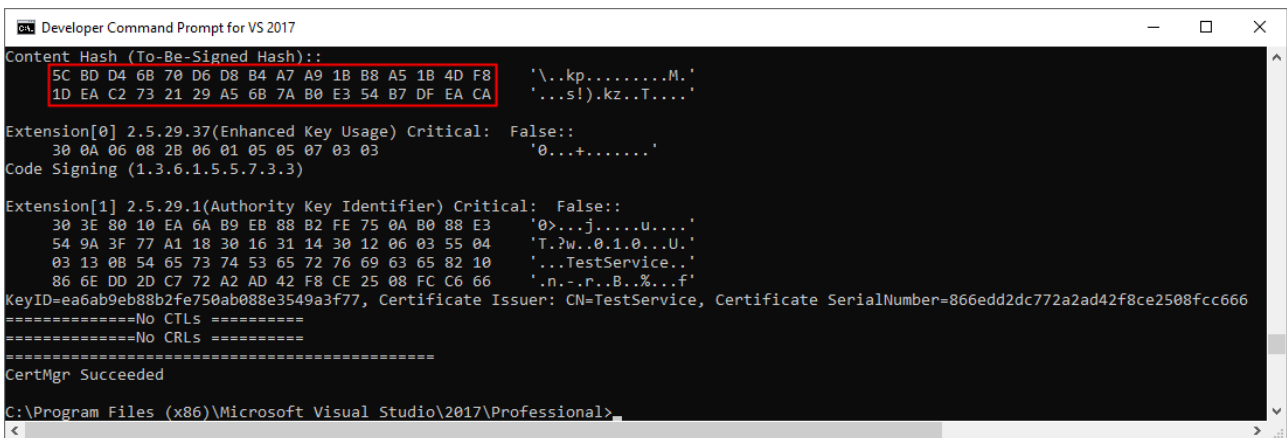 Developer Command Prompt for VS 2017
Content Hash (To-Be-Signed Hash)::
5C BD D4 6B 70 D6 D8 B4 A7 A9 1B B8 A5 1B 4D F8 '\..kp.........M.'
1D EA C2 73 21 29 A5 6B 7A B0 E3 54 B7 DF EA CA '...s!).kz..T....'
Extension[0] 2.5.29.37(Enhanced Key Usage) Critical: False::
30 0A 06 08 2B 06 01 05 05 07 03 03 '0...+.......'
Code Signing (1.3.6.1.5.5.7.3.3)
Extension[1] 2.5.29.1(Authority Key Identifier) Critical: False::
30 3E 80 10 EA 6A B9 EB 88 B2 FE 75 0A B0 88 E3 '0>...j.....u....'
54 9A 3F 77 A1 18 30 16 31 14 30 12 06 03 55 04 'T.?w..0.1.0...U.'
03 13 0B 54 65 73 74 53 65 72 76 69 63 65 82 10 '...TestService..'
86 6E DD 2D C7 72 A2 AD 42 F8 CE 25 08 FC C6 66 '.n.-.r..B..%...f'
KeyID=ea6ab9eb88b2fe750ab088e3549a3f77, Certificate Issuer: CN=TestService, Certificate SerialNumber=866edd2dc772a2ad42f8ce2508fcc666
==============No CTLs ==========
==============No CRLs ==========
==============================================
CertMgr Succeeded
C:\Program Files (x86)\Microsoft Visual Studio\2017\Professional>_